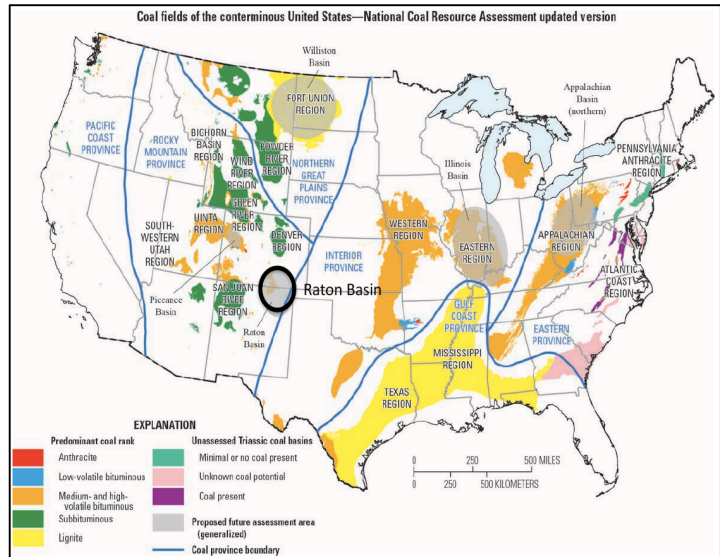 Coal fields of the conterminous United States—National Coal Resource Assessment updated version
Williston
Basin
FORT UNION
REGION
Appalachian
Basin
(northern)
PACIFIC
COAST
PROVINCE
ROCKY
MOUNTAIN
PROVINCE
BIGHORN
BASIN
REGION
POWDER
RIVER
REGION
WIND
RIVER
REGION
NORTHERN
GREAT
PLAINS
PROVINCE
GREEN
RIVER
REGION
Illinois
Basin
PENNSYLVANIA
ANTHRACITE
REGION
SOUTH-
WESTERN
UTAH
REGION
UINTA
REGION
DENVER
REGION
WESTERN
REGION
EASTERN
REGION
APPALACHIAN
REGION
INTERIOR
PROVINCE
ATLANTIC
COAST
REGION
Piceance
Basin
SAN JUAN
RIVER
REGION
Raton Basin
Raton
Basin
GULF
COAST
PROVINCE
EASTERN
PROVINCE
MISSISSIPPI
REGION
TEXAS
REGION
EXPLANATION
Predominant coal rank
Anthracite
Low-volatile bituminous
Medium- and high-
volatile bituminous
Subbituminous
Lignite
Unassessed Triassic coal basins
Minimal or no coal present
Unknown coal potential
Coal present
Proposed future assessment area
(generalized)
Coal province boundary
0 250 500 MILES
0 250 500 KILOMETERS